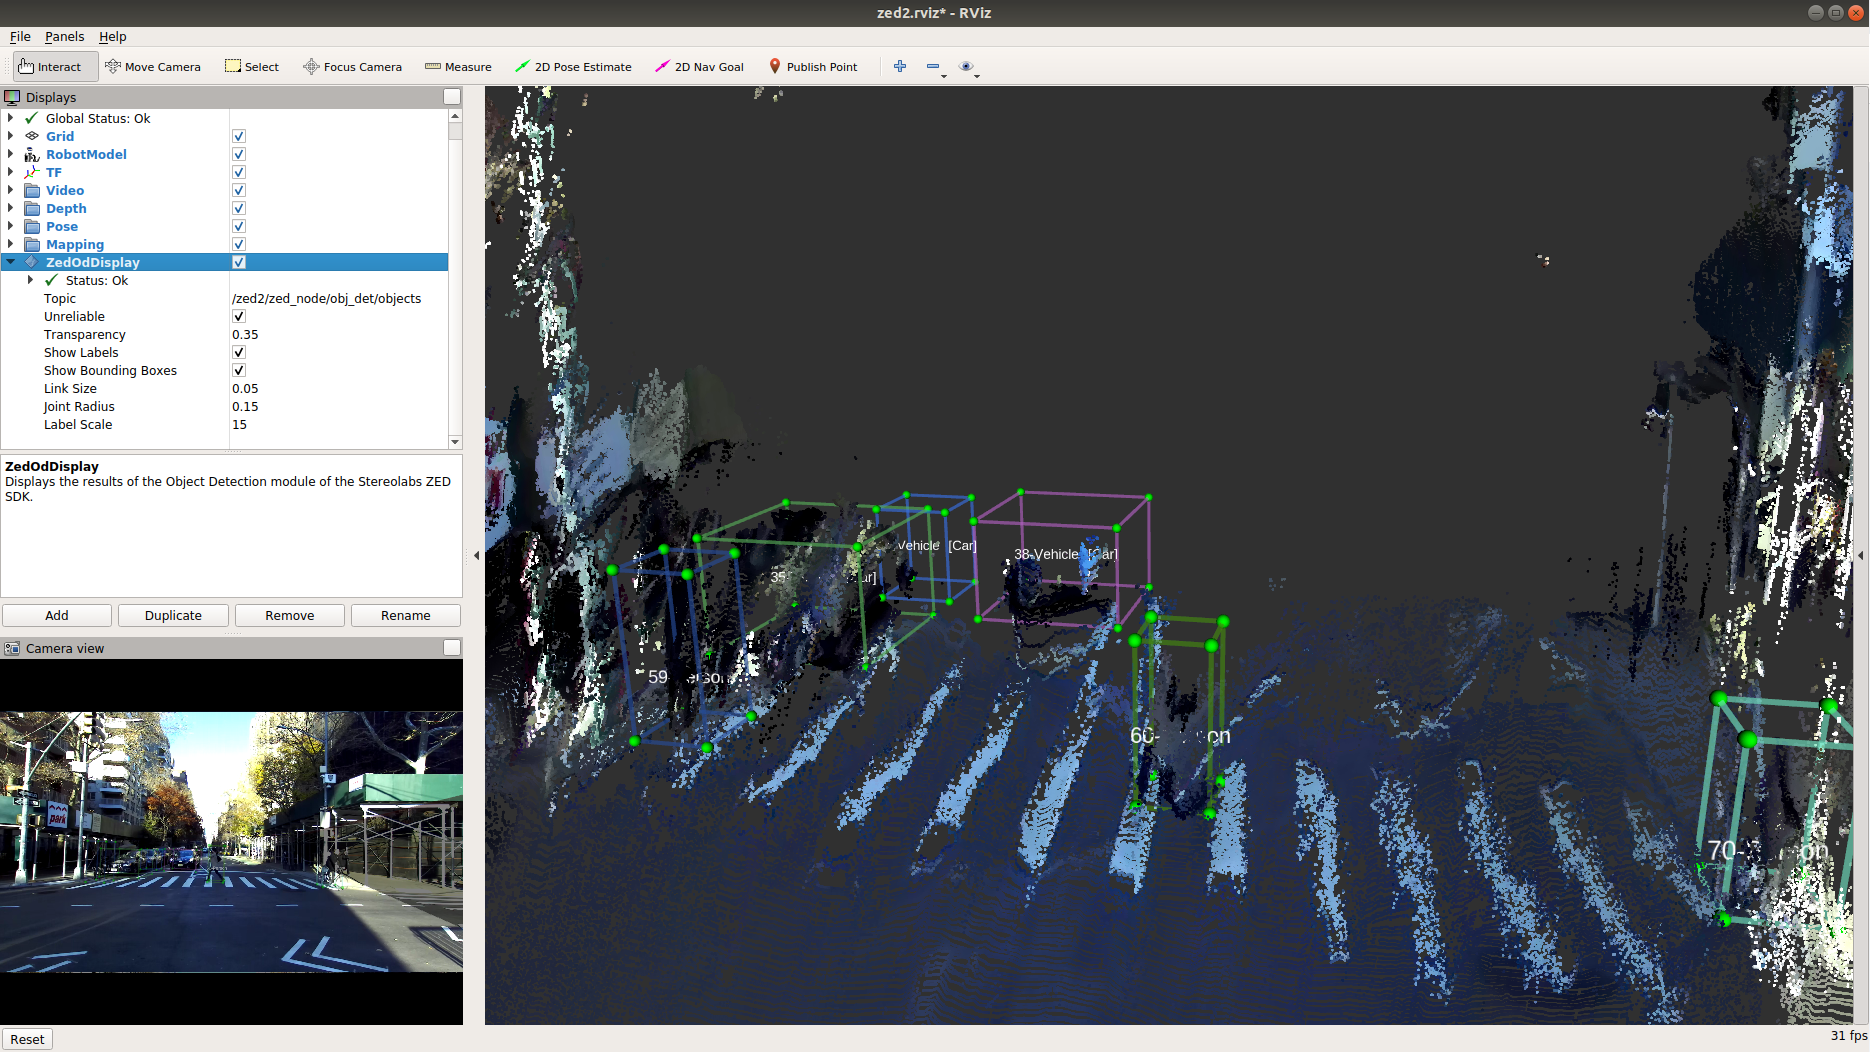 zed2.rviz* - RViz
File Panels Help
Interact Move Camera Select Focus Camera Measure 2D Pose Estimate 2D Nav Goal Publish Point
Displays
Global Status: Ok
Grid
RobotModel
TF
Video
Depth
Pose
Mapping
ZedOdDisplay
Status: Ok
Topic /zed2/zed_node/obj_det/objects
Unreliable
Transparency 0.35
Show Labels
Show Bounding Boxes
Link Size 0.05
Joint Radius 0.15
Label Scale 15
ZedOdDisplay
Displays the results of the Object Detection module of the Stereolabs ZED
SDK.
Add Duplicate Remove Rename
Camera view
park
Vehicle [Car]
38-Vehicle [Car]
35-
59-
60-
70-
Reset
31 fps